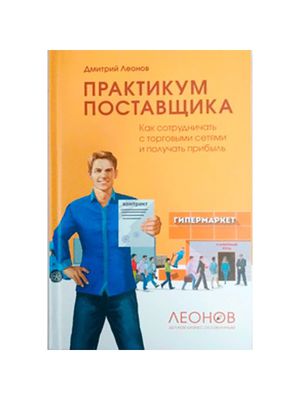 Дмитрий Леонов
ПРАКТИКУМ
ПОСТАВЩИКА
Как сотрудничать
с торговыми сетями
и получать прибыль
контракт
ГИПЕРМАРКЕТ
ЛЕОНОВ